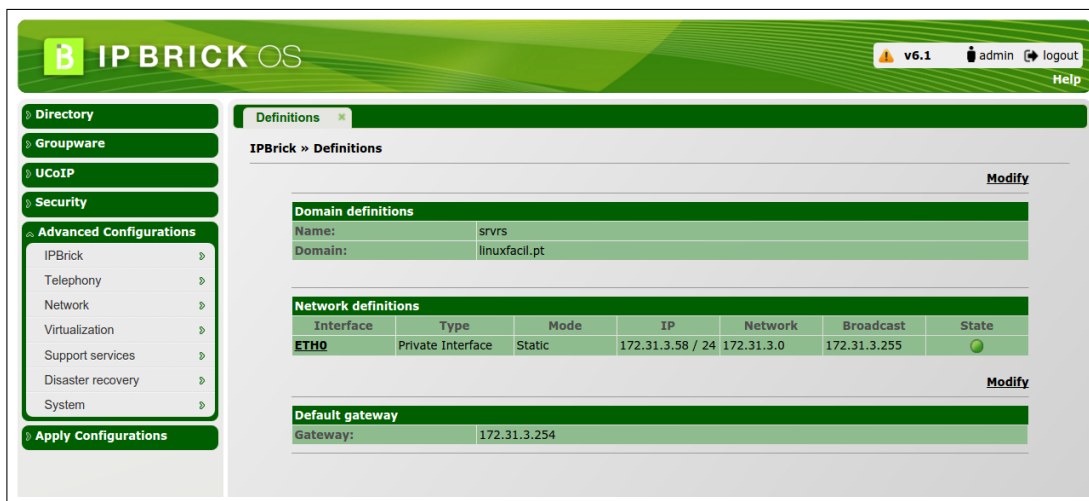 IPBRICK OS
v6.1 admin logout
Help
Directory
Groupware
UCoIP
Security
Advanced Configurations
IPBrick
Telephony
Network
Virtualization
Support services
Disaster recovery
System
Apply Configurations
Definitions
IPBrick » Definitions
Modify
Domain definitions
Name: srvrs
Domain: linuxfacil.pt
Network definitions
Interface Type Mode IP Network Broadcast State
ETH0 Private Interface Static 172.31.3.58 / 24 172.31.3.0 172.31.3.255
Modify
Default gateway
Gateway: 172.31.3.254